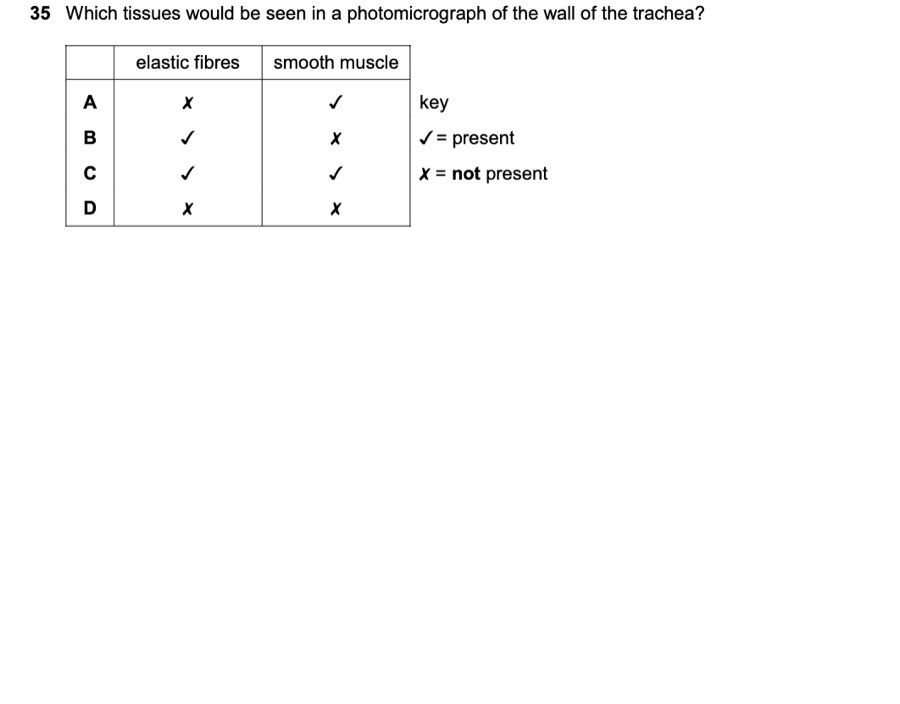 35 Which tissues would be seen in a photomicrograph of the wall of the trachea?
elastic fibres smooth muscle
A ✗ ✓ key
B ✓ ✗ ✓ = present
C ✓ ✓ ✗ = not present
D ✗ ✗